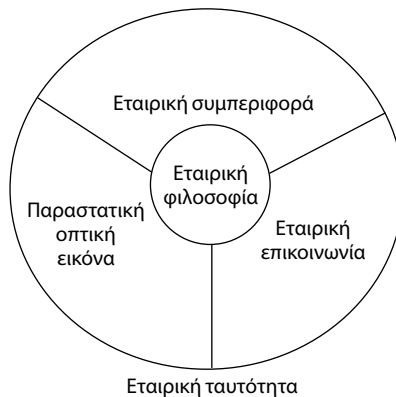 Εταιρική συμπεριφορά
Εταιρική
φιλοσοφία
Παραστατική
οπτική
εικόνα
Εταιρική
επικοινωνία
Εταιρική ταυτότητα